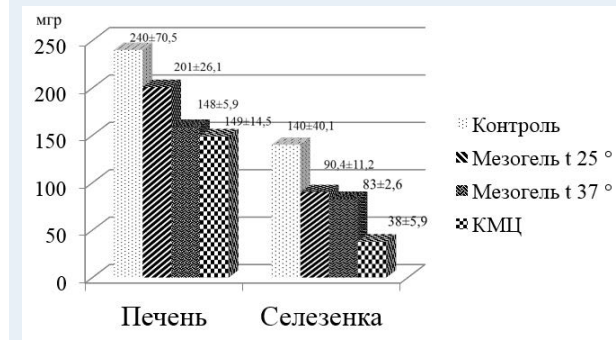 мгр
250
200
150
100
50
0
240±70,5
201±26,1
148±5,9
149±14,5
140±40,1
90,4±11,2
83±2,6
38±5,9
Печень
Селезенка
Контроль
Мезогель t 25 °
Мезогель t 37 °
КМЦ